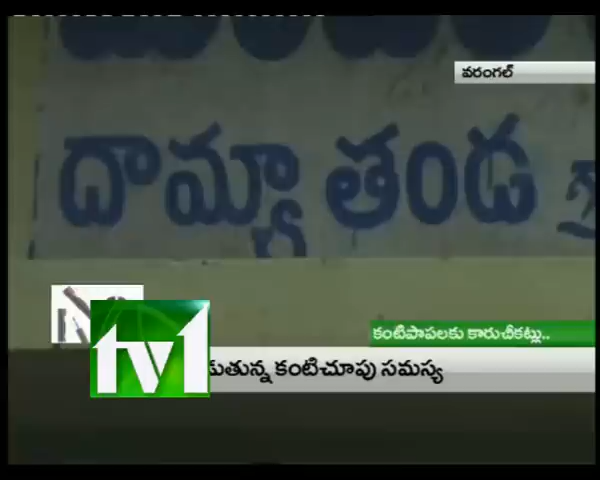 వరంగల్
దామ్యా తండ
కంటిపాపలకు కారుచీకట్లు..
tv1
డుతున్న కంటిచూపు సమస్య